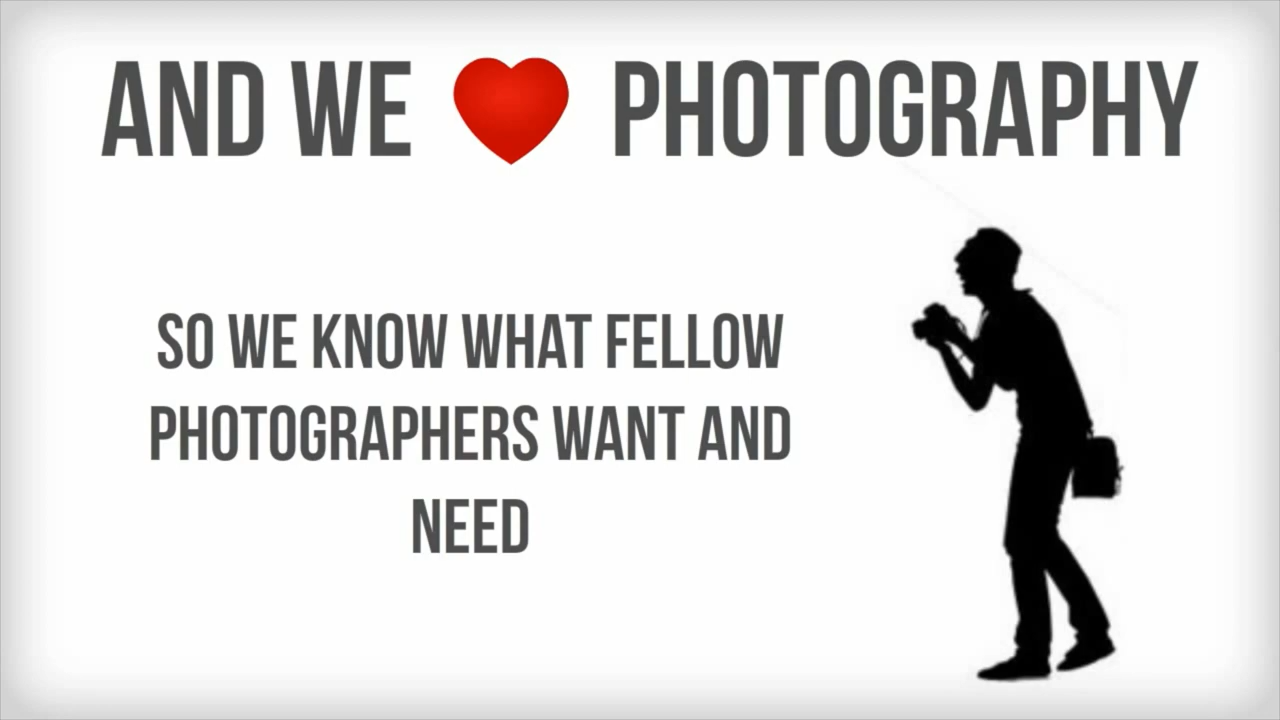 AND WE ❤ PHOTOGRAPHY
SO WE KNOW WHAT FELLOW
PHOTOGRAPHERS WANT AND
NEED